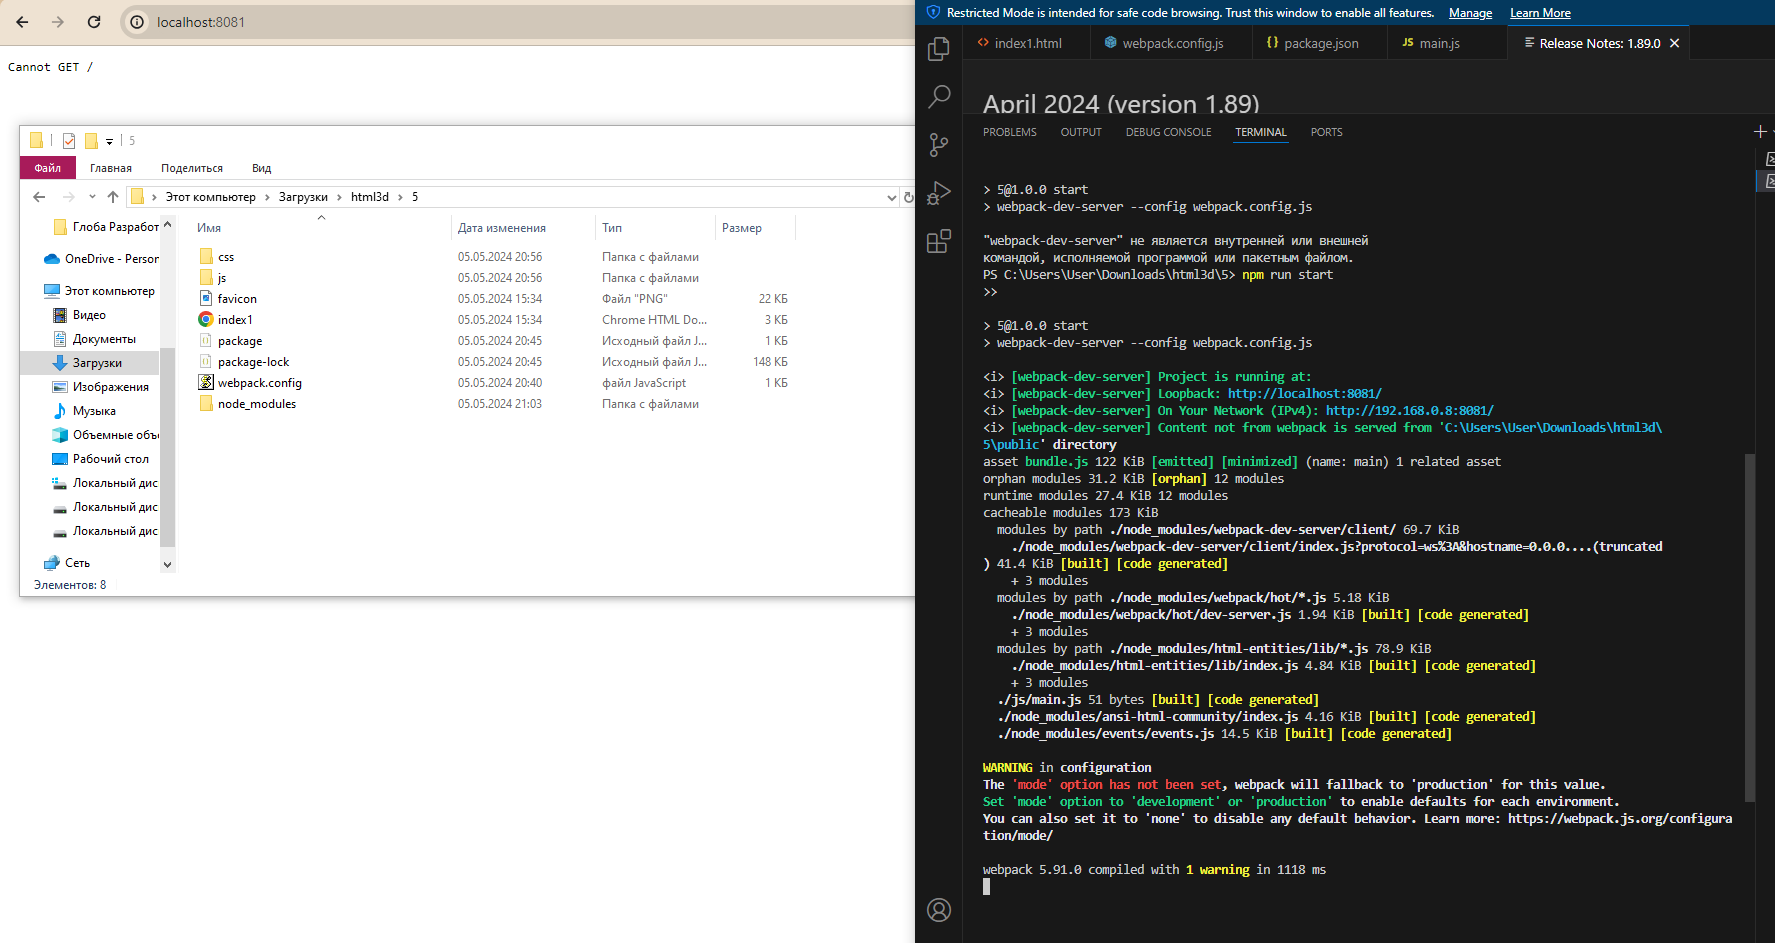 localhost:8081
Cannot GET /
5
Файл Главная Поделиться Вид
Этот компьютер > Загрузки > html3d > 5
Глоба Разработ
OneDrive - Person
Этот компьютер
Видео
Документы
Загрузки
Изображения
Музыка
Объемные объ
Рабочий стол
Локальный дис
Локальный дис
Локальный дис
Сеть
Имя Дата изменения Тип Размер
css 05.05.2024 20:56 Папка с файлами
js 05.05.2024 20:56 Папка с файлами
favicon 05.05.2024 15:34 Файл "PNG" 22 КБ
index1 05.05.2024 15:34 Chrome HTML Do... 3 КБ
package 05.05.2024 20:45 Исходный файл J... 1 КБ
package-lock 05.05.2024 20:45 Исходный файл J... 148 КБ
webpack.config 05.05.2024 20:40 файл JavaScript 1 КБ
node_modules 05.05.2024 21:03 Папка с файлами
Элементов: 8
Restricted Mode is intended for safe code browsing. Trust this window to enable all features. Manage Learn More
<> index1.html webpack.config.js {} package.json JS main.js Release Notes: 1.89.0
April 2024 (version 1.89)
PROBLEMS OUTPUT DEBUG CONSOLE TERMINAL PORTS
> 5@1.0.0 start
> webpack-dev-server --config webpack.config.js
"webpack-dev-server" не является внутренней или внешней
командой, исполняемой программой или пакетным файлом.
PS C:\Users\User\Downloads\html3d\5> npm run start
>>
> 5@1.0.0 start
> webpack-dev-server --config webpack.config.js
<i> [webpack-dev-server] Project is running at:
<i> [webpack-dev-server] Loopback: http://localhost:8081/
<i> [webpack-dev-server] On Your Network (IPv4): http://192.168.0.8:8081/
<i> [webpack-dev-server] Content not from webpack is served from 'C:\Users\User\Downloads\html3d\
5\public' directory
asset bundle.js 122 KiB [emitted] [minimized] (name: main) 1 related asset
orphan modules 31.2 KiB [orphan] 12 modules
runtime modules 27.4 KiB 12 modules
cacheable modules 173 KiB
modules by path ./node_modules/webpack-dev-server/client/ 69.7 KiB
./node_modules/webpack-dev-server/client/index.js?protocol=ws%3A&hostname=0.0.0....(truncated
) 41.4 KiB [built] [code generated]
+ 3 modules
modules by path ./node_modules/webpack/hot/*.js 5.18 KiB
./node_modules/webpack/hot/dev-server.js 1.94 KiB [built] [code generated]
+ 3 modules
modules by path ./node_modules/html-entities/lib/*.js 78.9 KiB
./node_modules/html-entities/lib/index.js 4.84 KiB [built] [code generated]
+ 3 modules
./js/main.js 51 bytes [built] [code generated]
./node_modules/ansi-html-community/index.js 4.16 KiB [built] [code generated]
./node_modules/events/events.js 14.5 KiB [built] [code generated]
WARNING in configuration
The 'mode' option has not been set, webpack will fallback to 'production' for this value.
Set 'mode' option to 'development' or 'production' to enable defaults for each environment.
You can also set it to 'none' to disable any default behavior. Learn more: https://webpack.js.org/configura
tion/mode/
webpack 5.91.0 compiled with 1 warning in 1118 ms